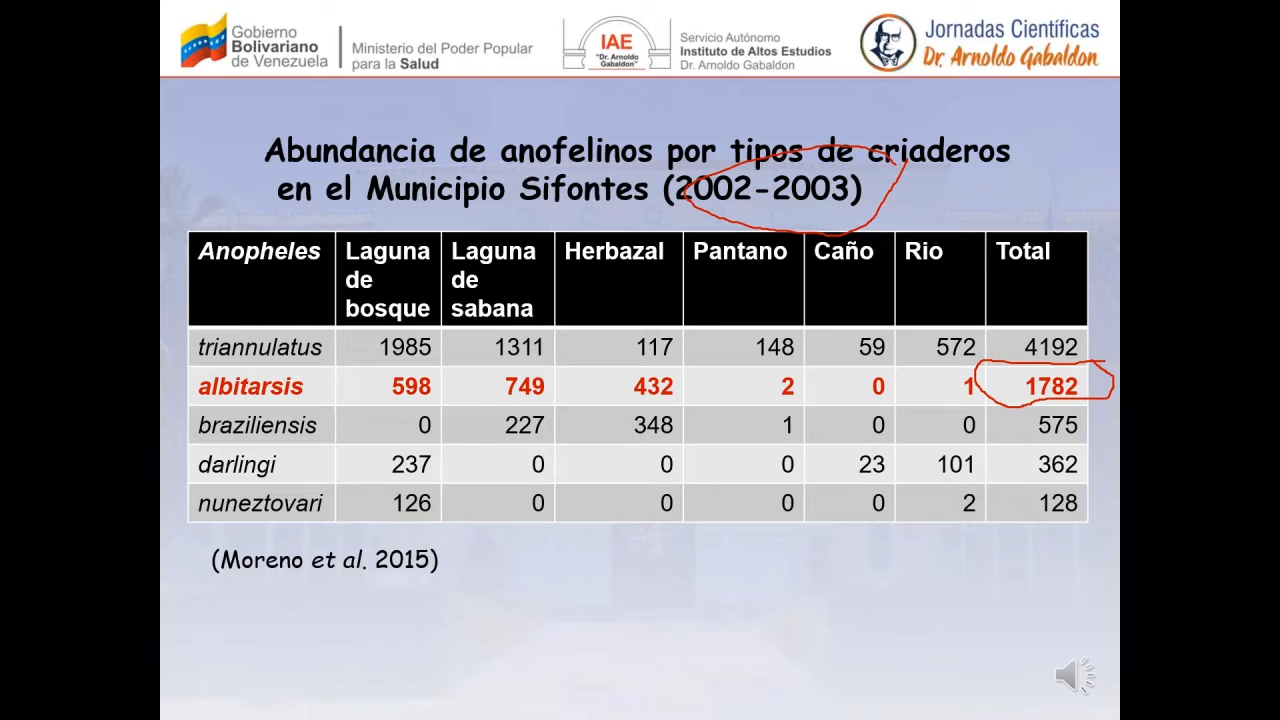 Gobierno
Bolivariano
de Venezuela
Ministerio del Poder Popular
para la Salud
IAE
"Dr. Arnoldo
Gabaldon"
Servicio Autónomo
Instituto de Altos Estudios
Dr. Arnoldo Gabaldon
Jornadas Científicas
Dr. Arnoldo Gabaldon
Abundancia de anofelinos por tipos de criaderos
en el Municipio Sifontes (2002-2003)
Anopheles Laguna de bosque Laguna de sabana Herbazal Pantano Caño Rio Total
triannulatus 1985 1311 117 148 59 572 4192
albitarsis 598 749 432 2 0 1 1782
braziliensis 0 227 348 1 0 0 575
darlingi 237 0 0 0 23 101 362
nuneztovari 126 0 0 0 0 2 128
(Moreno et al. 2015)